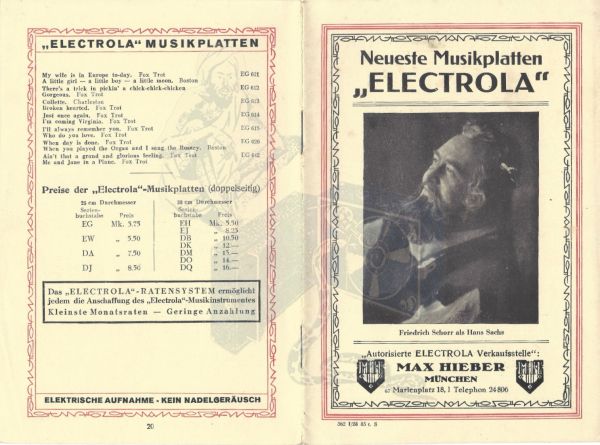 „ELECTROLA“ MUSIKPLATTEN
My wife is in Europe to-day. Fox Trot
A little girl — a little boy — a little moon. Boston EG 611
There's a trick in pickin' a chick-chick-chicken
Gorgeous. Fox Trot EG 612
Collette. Charleston
Broken hearted. Fox Trot EG 613
Just once again. Fox Trot
I'm coming Virginia. Fox Trot EG 614
I'll always remember you. Fox Trot
Who do you love. Fox Trot EG 615
When day is done. Fox Trot
When you played the Organ and I sang the Rosary. Boston EG 620
Ain't that a grand and glorious feeling. Fox Trot
Me and Jane in a Plane. Fox Trot EG 642
Preise der „Electrola“-Musikplatten (doppelseitig)
25 cm Durchmesser
Serien-
buchstabe Preis
EG Mk. 3.75
EW „ 5.50
DA „ 7.50
DJ „ 8.50
30 cm Durchmesser
Serien-
buchstabe Preis
EH Mk. 5.50
EJ „ 8.25
DB „ 10.50
DK „ 12.—
DM „ 13.—
DO „ 14.—
DQ „ 16.—
Das „ELECTROLA“-RATENSYSTEM ermöglicht
jedem die Anschaffung des „Electrola“-Musikinstrumentes
Kleinste Monatsraten — Geringe Anzahlung
ELEKTRISCHE AUFNAHME - KEIN NADELGERÄUSCH
20
Neueste Musikplatten
„ELECTROLA“
Friedrich Schorr als Hans Sachs
„Autorisierte ELECTROLA Verkaufsstelle“:
MAX HIEBER
MÜNCHEN
Marienplatz 18, I Telephon 24806